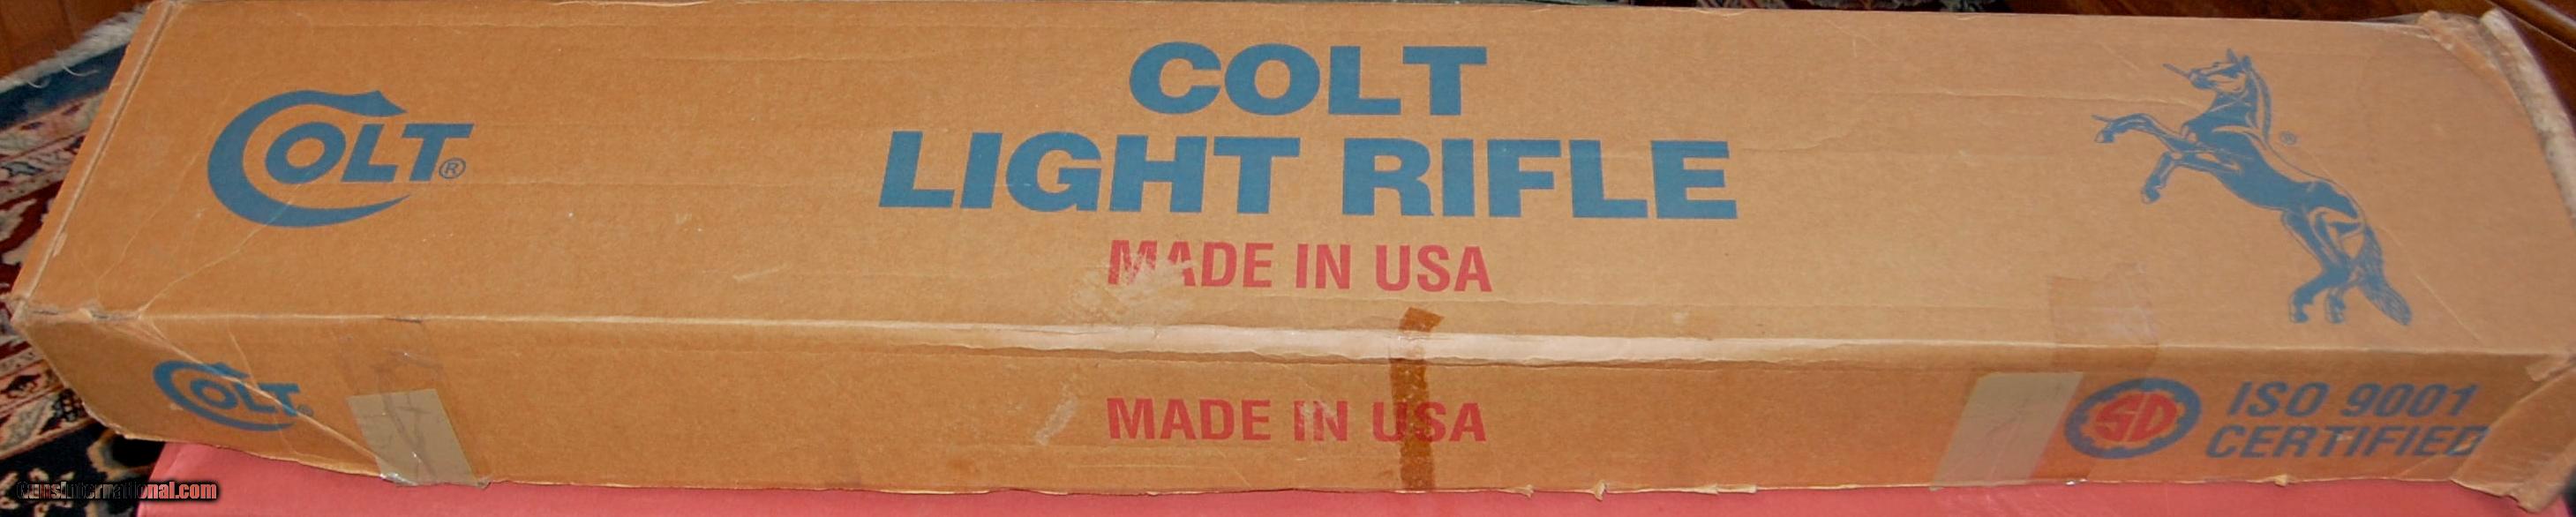 COLT®
COLT
LIGHT RIFLE
MADE IN USA
®
COLT®
MADE IN USA
SD
ISO 9001
CERTIFIED
GunsInternational.com